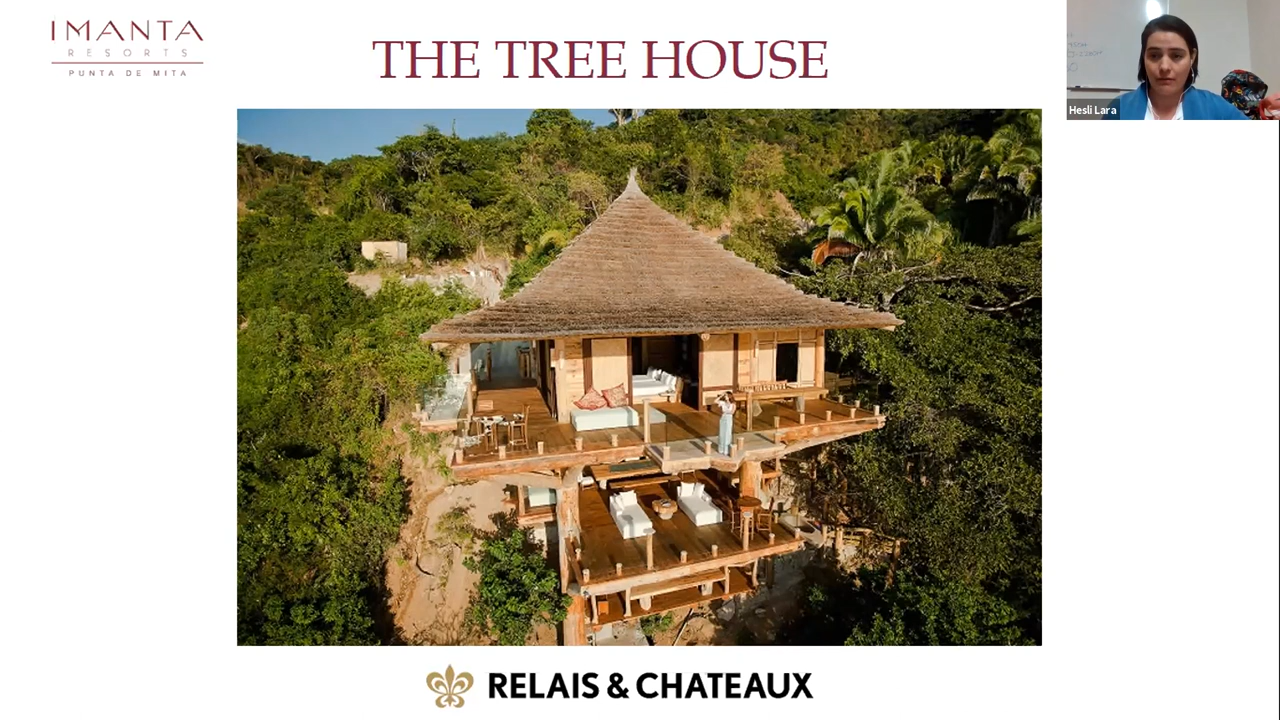 IMANTA
RESORTS
PUNTA DE MITA
THE TREE HOUSE
Hesli Lara
RELAIS & CHATEAUX